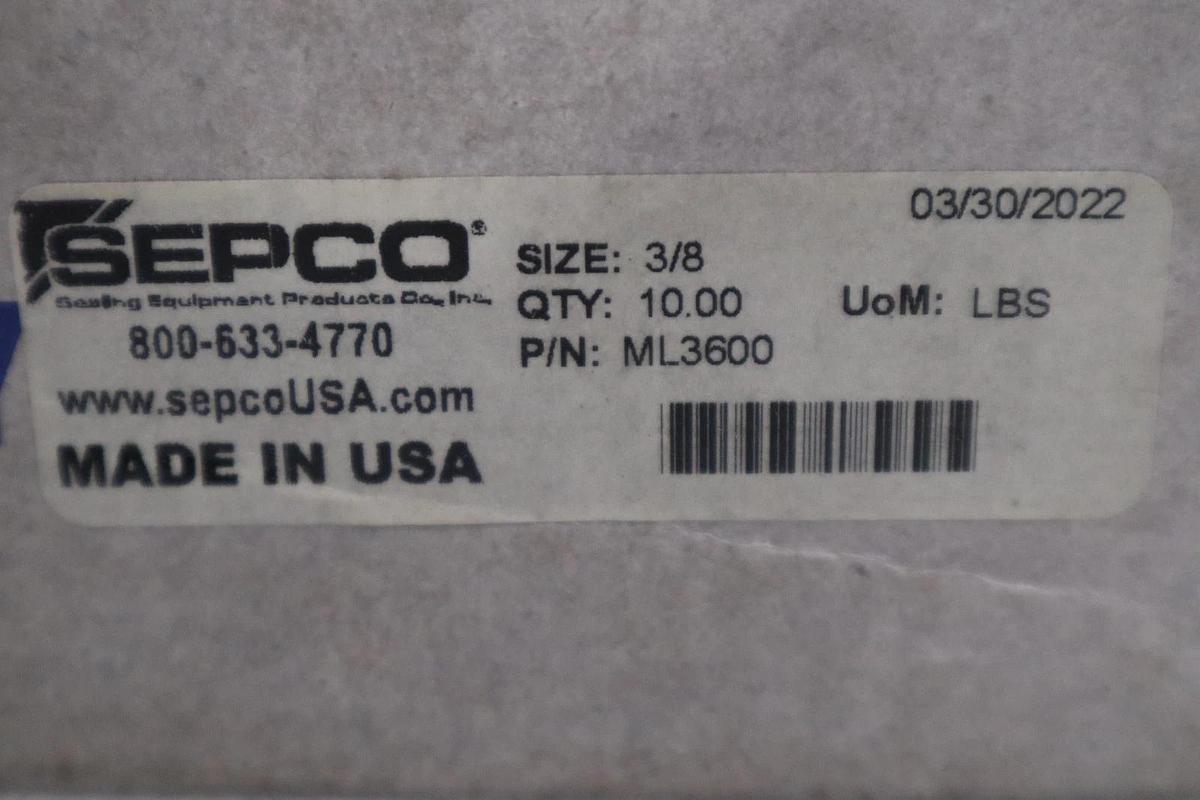 SEPCO®
Sealing Equipment Products Co., Inc.
800-633-4770
www.sepcoUSA.com
MADE IN USA
03/30/2022
SIZE: 3/8
QTY: 10.00 UoM: LBS
P/N: ML3600